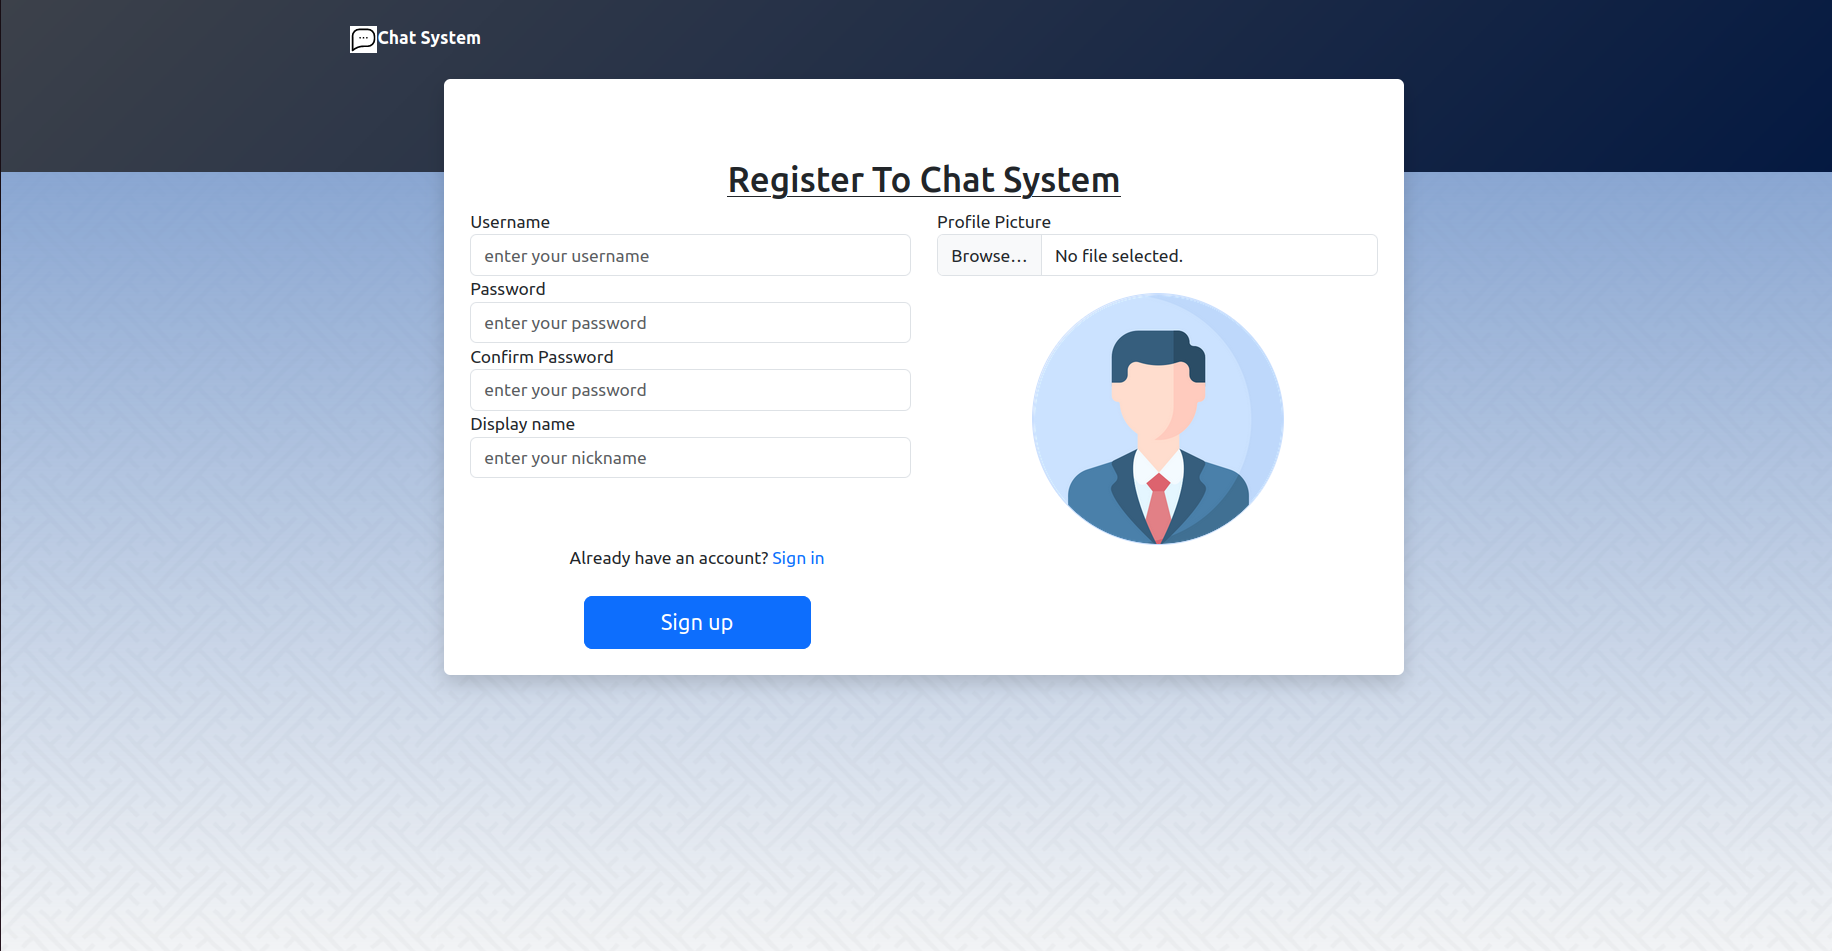 Chat System
Register To Chat System
Username
enter your username
Password
enter your password
Confirm Password
enter your password
Display name
enter your nickname
Profile Picture
Browse... No file selected.
Already have an account? Sign in
Sign up